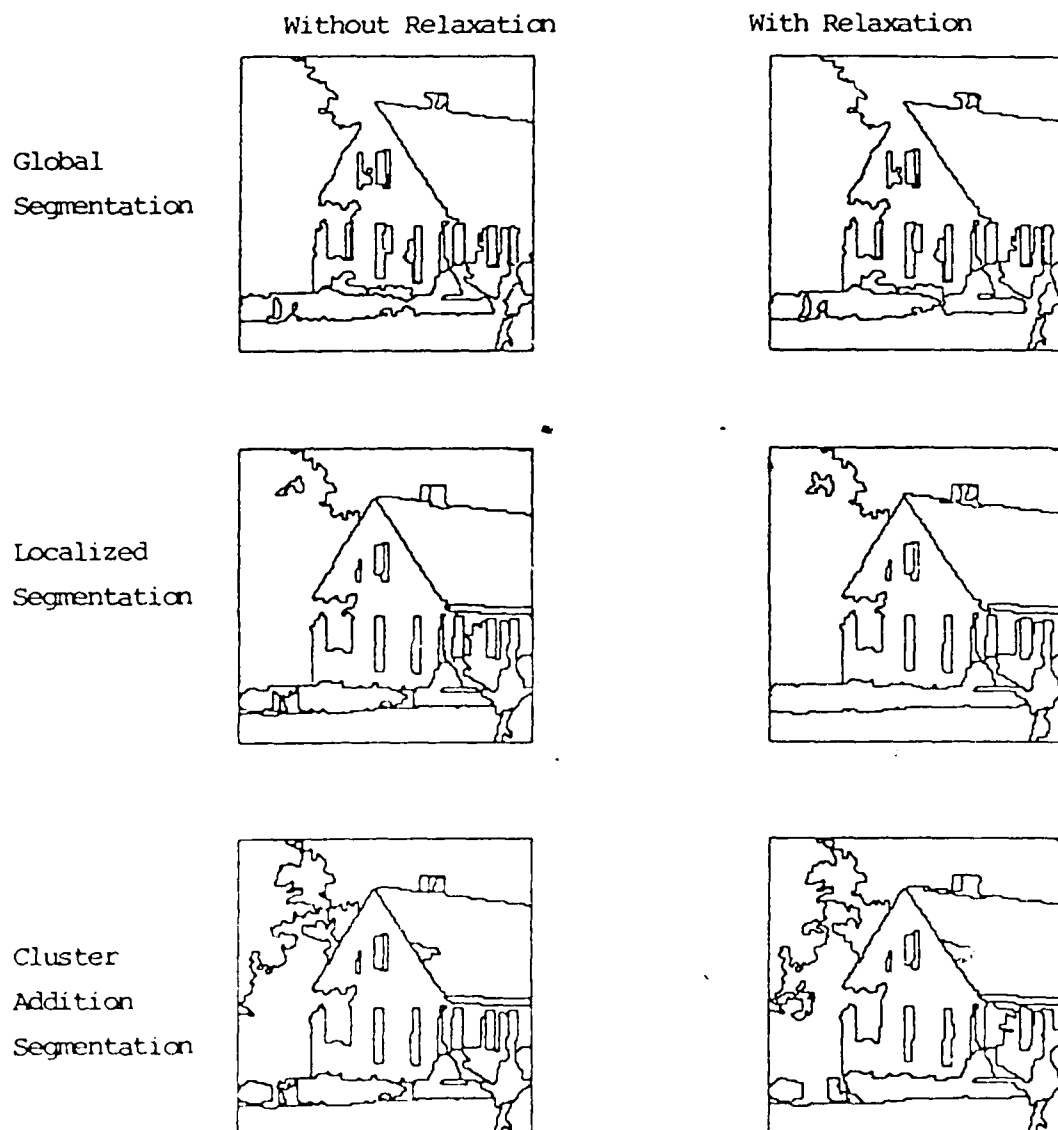 Without Relaxation
With Relaxation
Global
Segmentation
Localized
Segmentation
Cluster
Addition
Segmentation